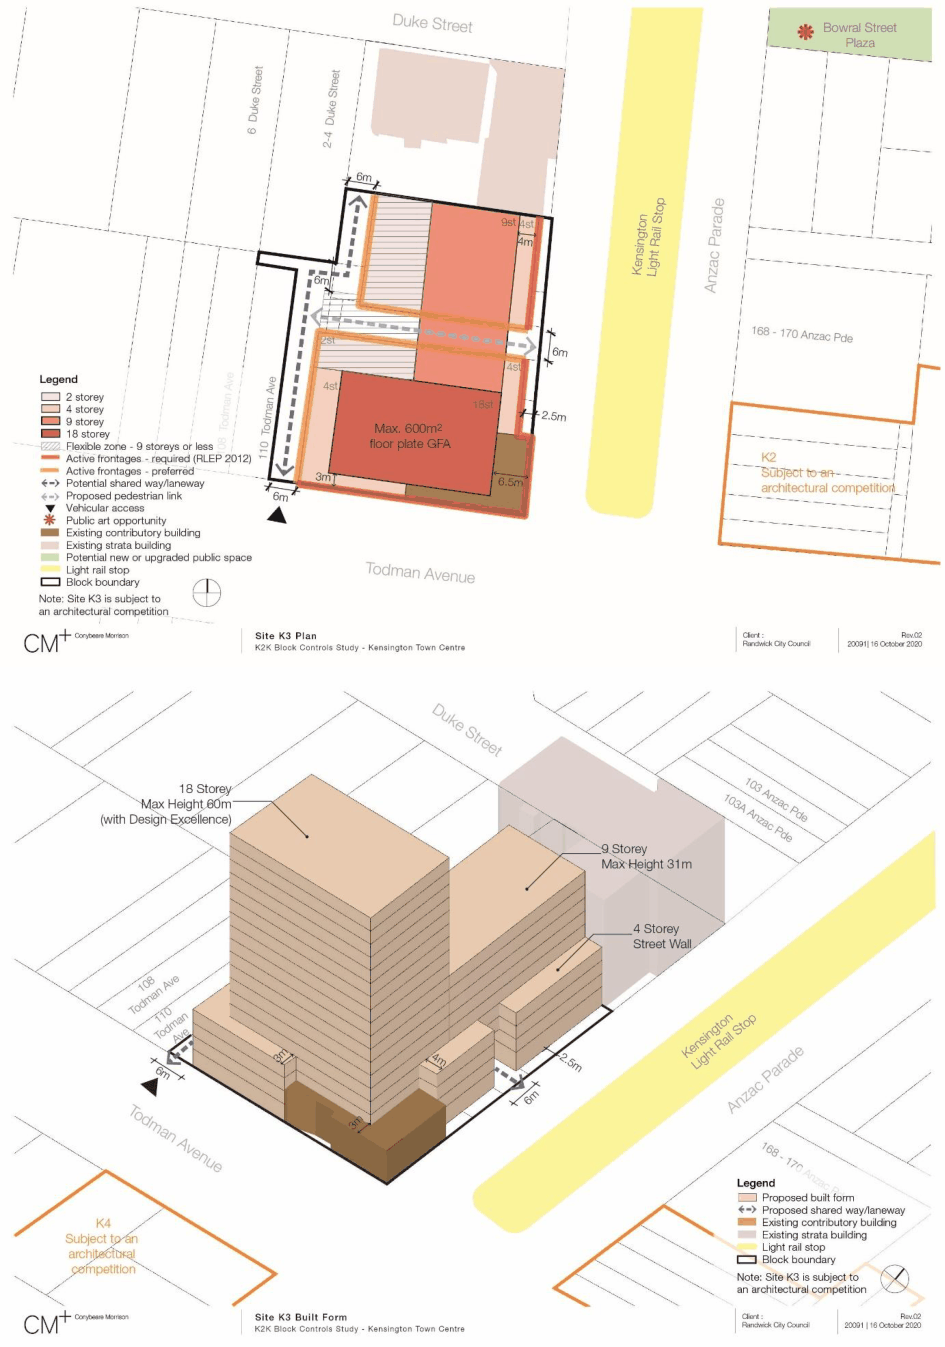 Duke Street
Bowral Street
Plaza
6 Duke Street
2-4 Duke Street
6m
9st
4st
4m
Kensington
Light Rail Stop
Anzac Parade
6m
168 - 170 Anzac Pde
2st
6m
4st
4st
18st
2.5m
Max. 600m²
floor plate GFA
110 Todman Ave
Todman Ave
3m
6.5m
6m
K2
Subject to an
architectural competition
Todman Avenue
Legend
2 storey
4 storey
9 storey
18 storey
Flexible zone - 9 storeys or less
Active frontages - required (RLEP 2012)
Active frontages - preferred
Potential shared way/laneway
Proposed pedestrian link
Vehicular access
Public art opportunity
Existing contributory building
Existing strata building
Potential new or upgraded public space
Light rail stop
Block boundary
Note: Site K3 is subject to
an architectural competition
CM+ Conybeare Morrison
Site K3 Plan
K2K Block Controls Study - Kensington Town Centre
Client :
Randwick City Council
Rev.02
20091| 16 October 2020
Duke Street
18 Storey
Max Height 60m
(with Design Excellence)
103 Anzac Pde
103A Anzac Pde
9 Storey
Max Height 31m
4 Storey
Street Wall
108
Todman Ave
110
Todman
Ave
Kensington
Light Rail Stop
6m
3m
4m
2.5m
6m
3m
Anzac Parade
Todman Avenue
168 - 170 Anzac
K4
Subject to an
architectural
competition
Legend
Proposed built form
Proposed shared way/laneway
Existing contributory building
Existing strata building
Light rail stop
Block boundary
Note: Site K3 is subject to
an architectural competition
CM+ Conybeare Morrison
Site K3 Built Form
K2K Block Controls Study - Kensington Town Centre
Client :
Randwick City Council
Rev.02
20091 | 16 October 2020